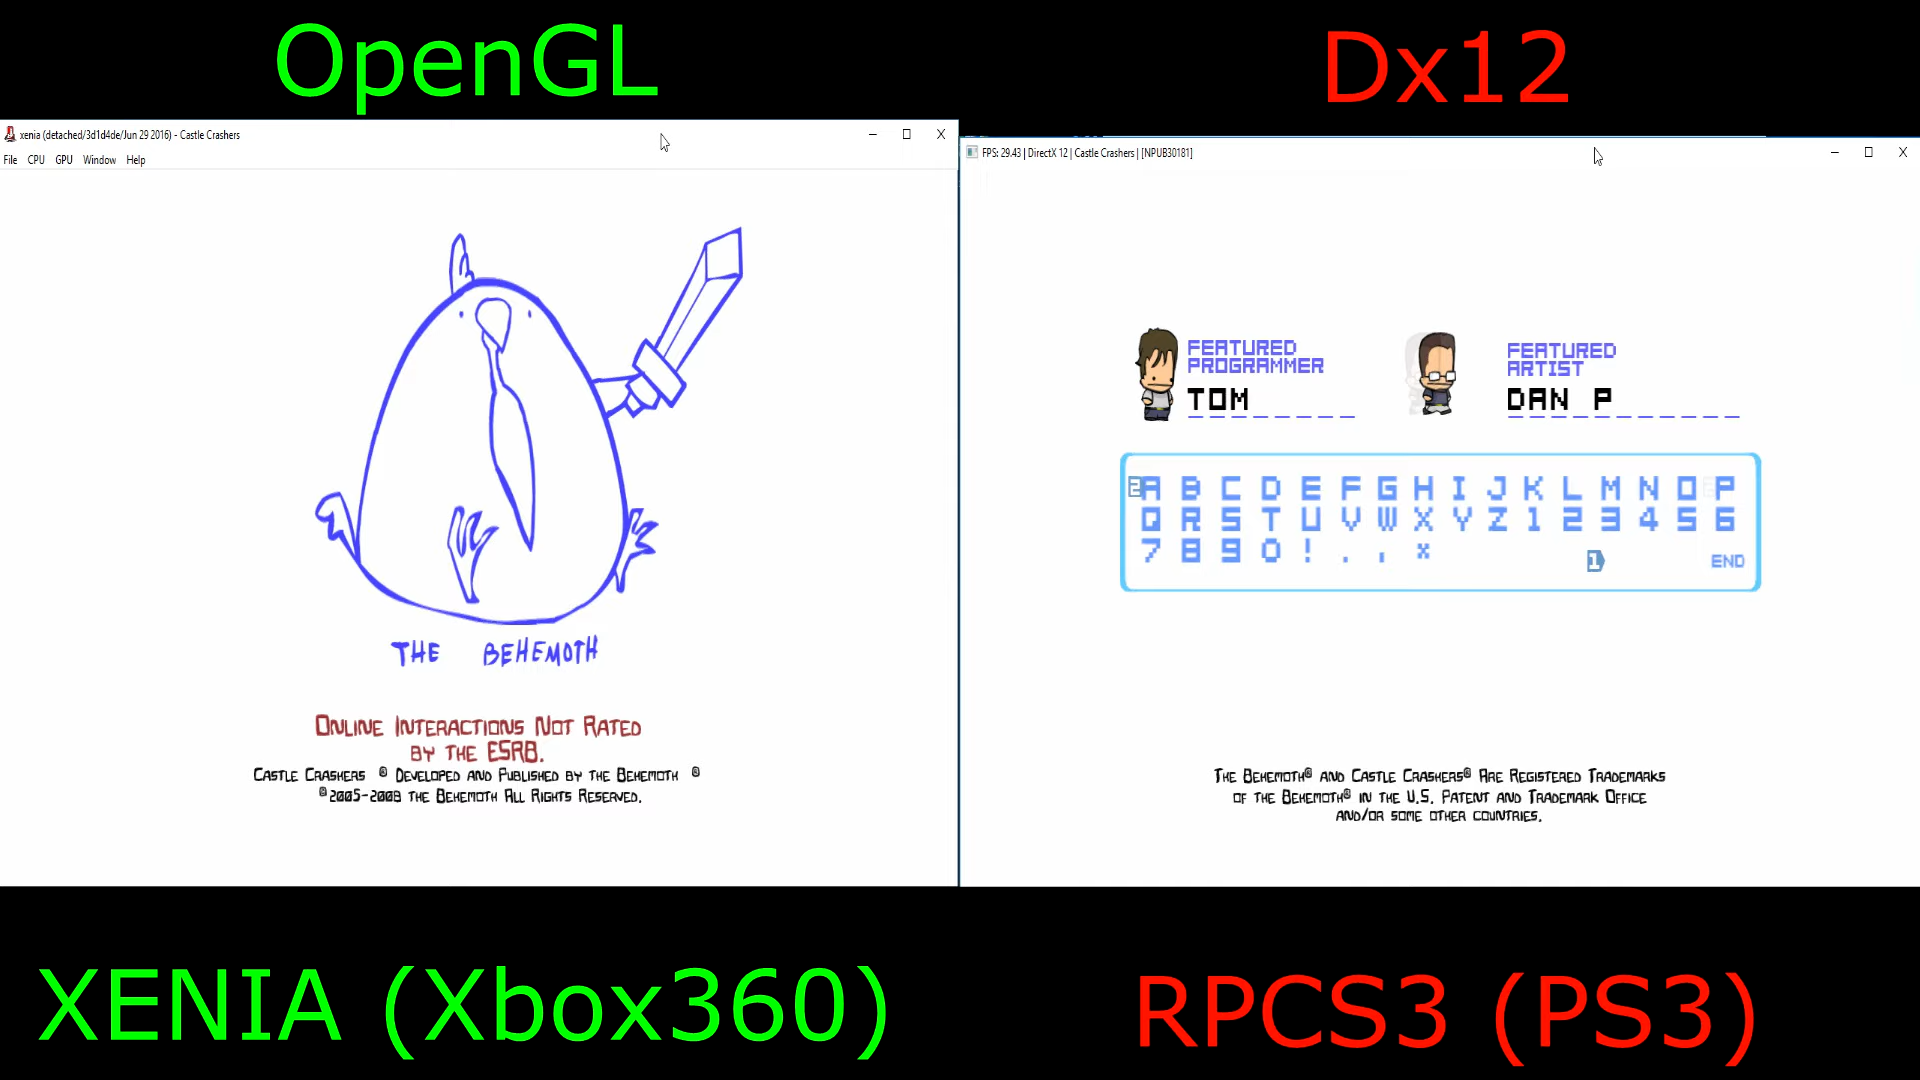 OpenGL
Dx12
xenia (detached/3d1d4de/Jun 29 2016) - Castle Crashers
File CPU GPU Window Help
FPS: 29.43 | DirectX 12 | Castle Crashers | [NPUB30181]
THE BEHEMOTH
ONLINE INTERACTIONS NOT RATED
BY THE ESRB.
CASTLE CRASHERS ® DEVELOPED AND PUBLISHED BY THE BEHEMOTH ®
©2005-2008 THE BEHEMOTH ALL RIGHTS RESERVED.
FEATURED
PROGRAMMER
TOM
FEATURED
ARTIST
DAN P
A B C D E F G H I J K L M N O P
Q R S T U V W X Y Z 1 2 3 4 5 6
7 8 9 0 ! . , *
1
END
THE BEHEMOTH® AND CASTLE CRASHERS® ARE REGISTERED TRADEMARKS
OF THE BEHEMOTH® IN THE U.S. PATENT AND TRADEMARK OFFICE
AND/OR SOME OTHER COUNTRIES.
XENIA (Xbox360)
RPCS3 (PS3)